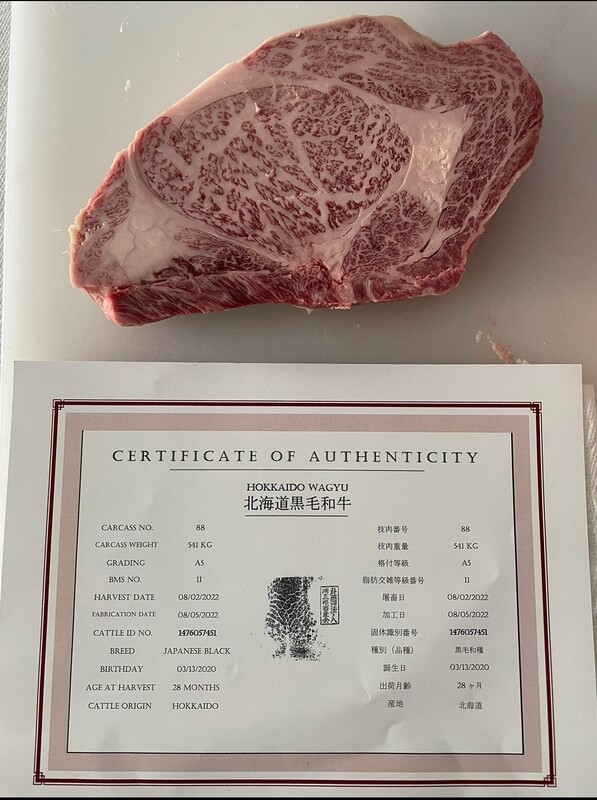 CERTIFICATE OF AUTHENTICITY
HOKKAIDO WAGYU
北海道黒毛和牛
CARCASS NO. 88
CARCASS WEIGHT 541 KG
GRADING A5
BMS NO. 11
HARVEST DATE 08/02/2022
FABRICATION DATE 08/05/2022
CATTLE ID NO. 1476057451
BREED JAPANESE BLACK
BIRTHDAY 03/13/2020
AGE AT HARVEST 28 MONTHS
CATTLE ORIGIN HOKKAIDO
枝肉番号 88
枝肉重量 541 KG
格付等級 A5
脂肪交雑等級番号 11
屠畜日 08/02/2022
加工日 08/05/2022
固体識別番号 1476057451
種別（品種） 黒毛和種
誕生日 03/13/2020
出荷月齢 28 ヶ月
産地 北海道